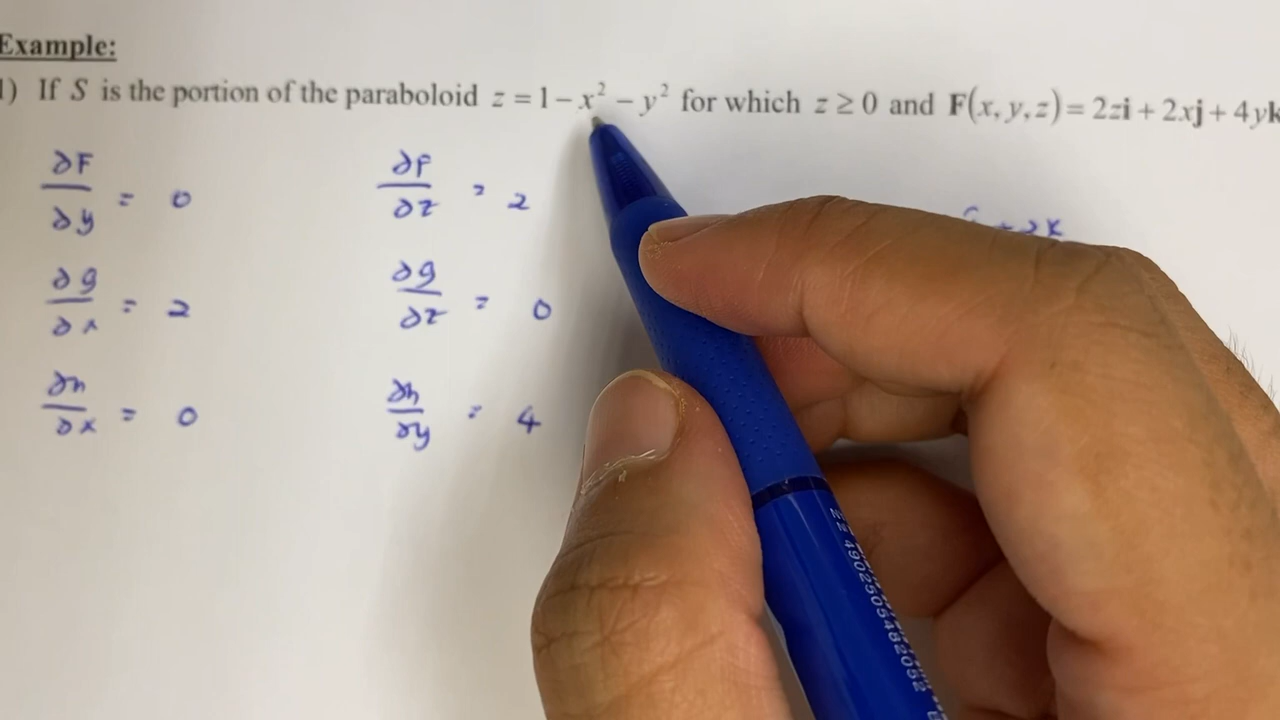 Example:
1) If S is the portion of the paraboloid z = 1 − x² − y² for which z ≥ 0 and F(x, y, z) = 2zi + 2xj + 4yk
∂F/∂y = 0 ∂f/∂z = 2
∂g/∂x = 2 ∂g/∂z = 0
∂h/∂x = 0 ∂h/∂y = 4
4902505482052